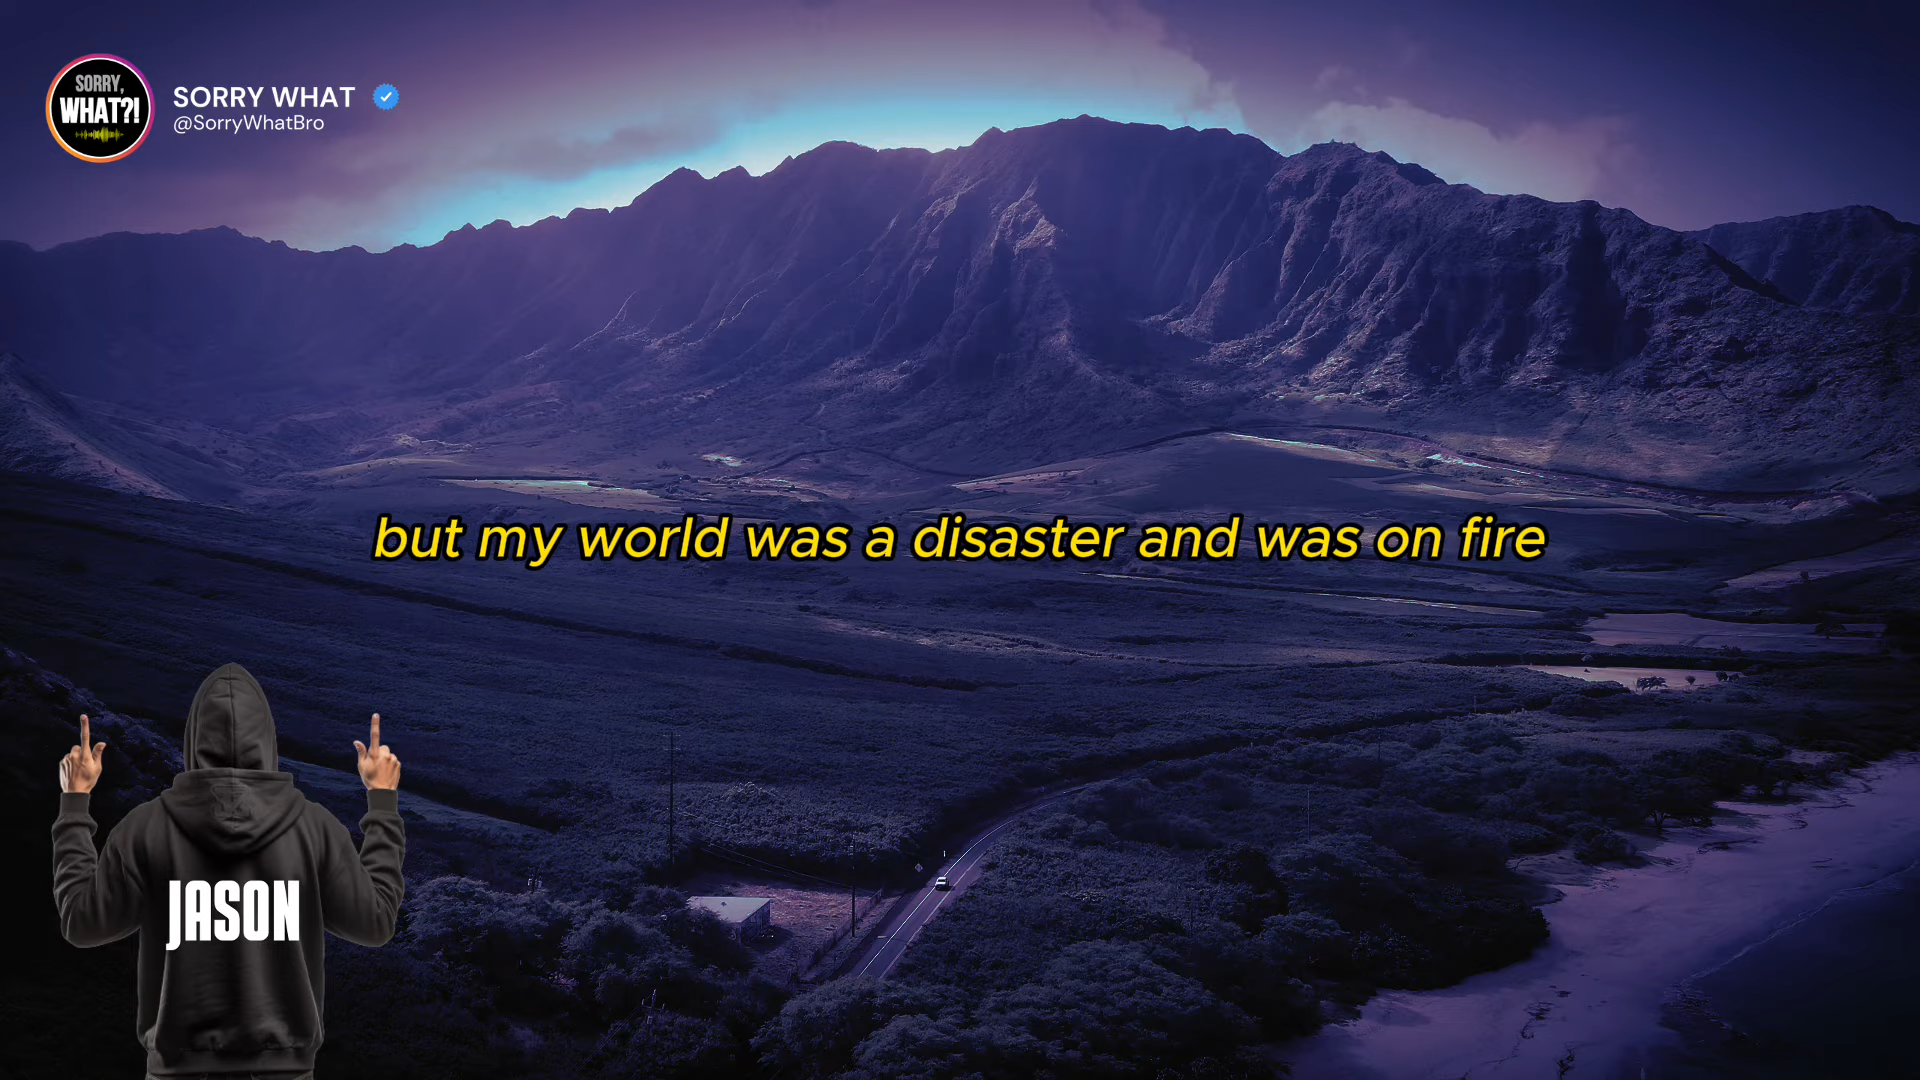 SORRY,
WHAT?!
SORRY WHAT
@SorryWhatBro
but my world was a disaster and was on fire
JASON